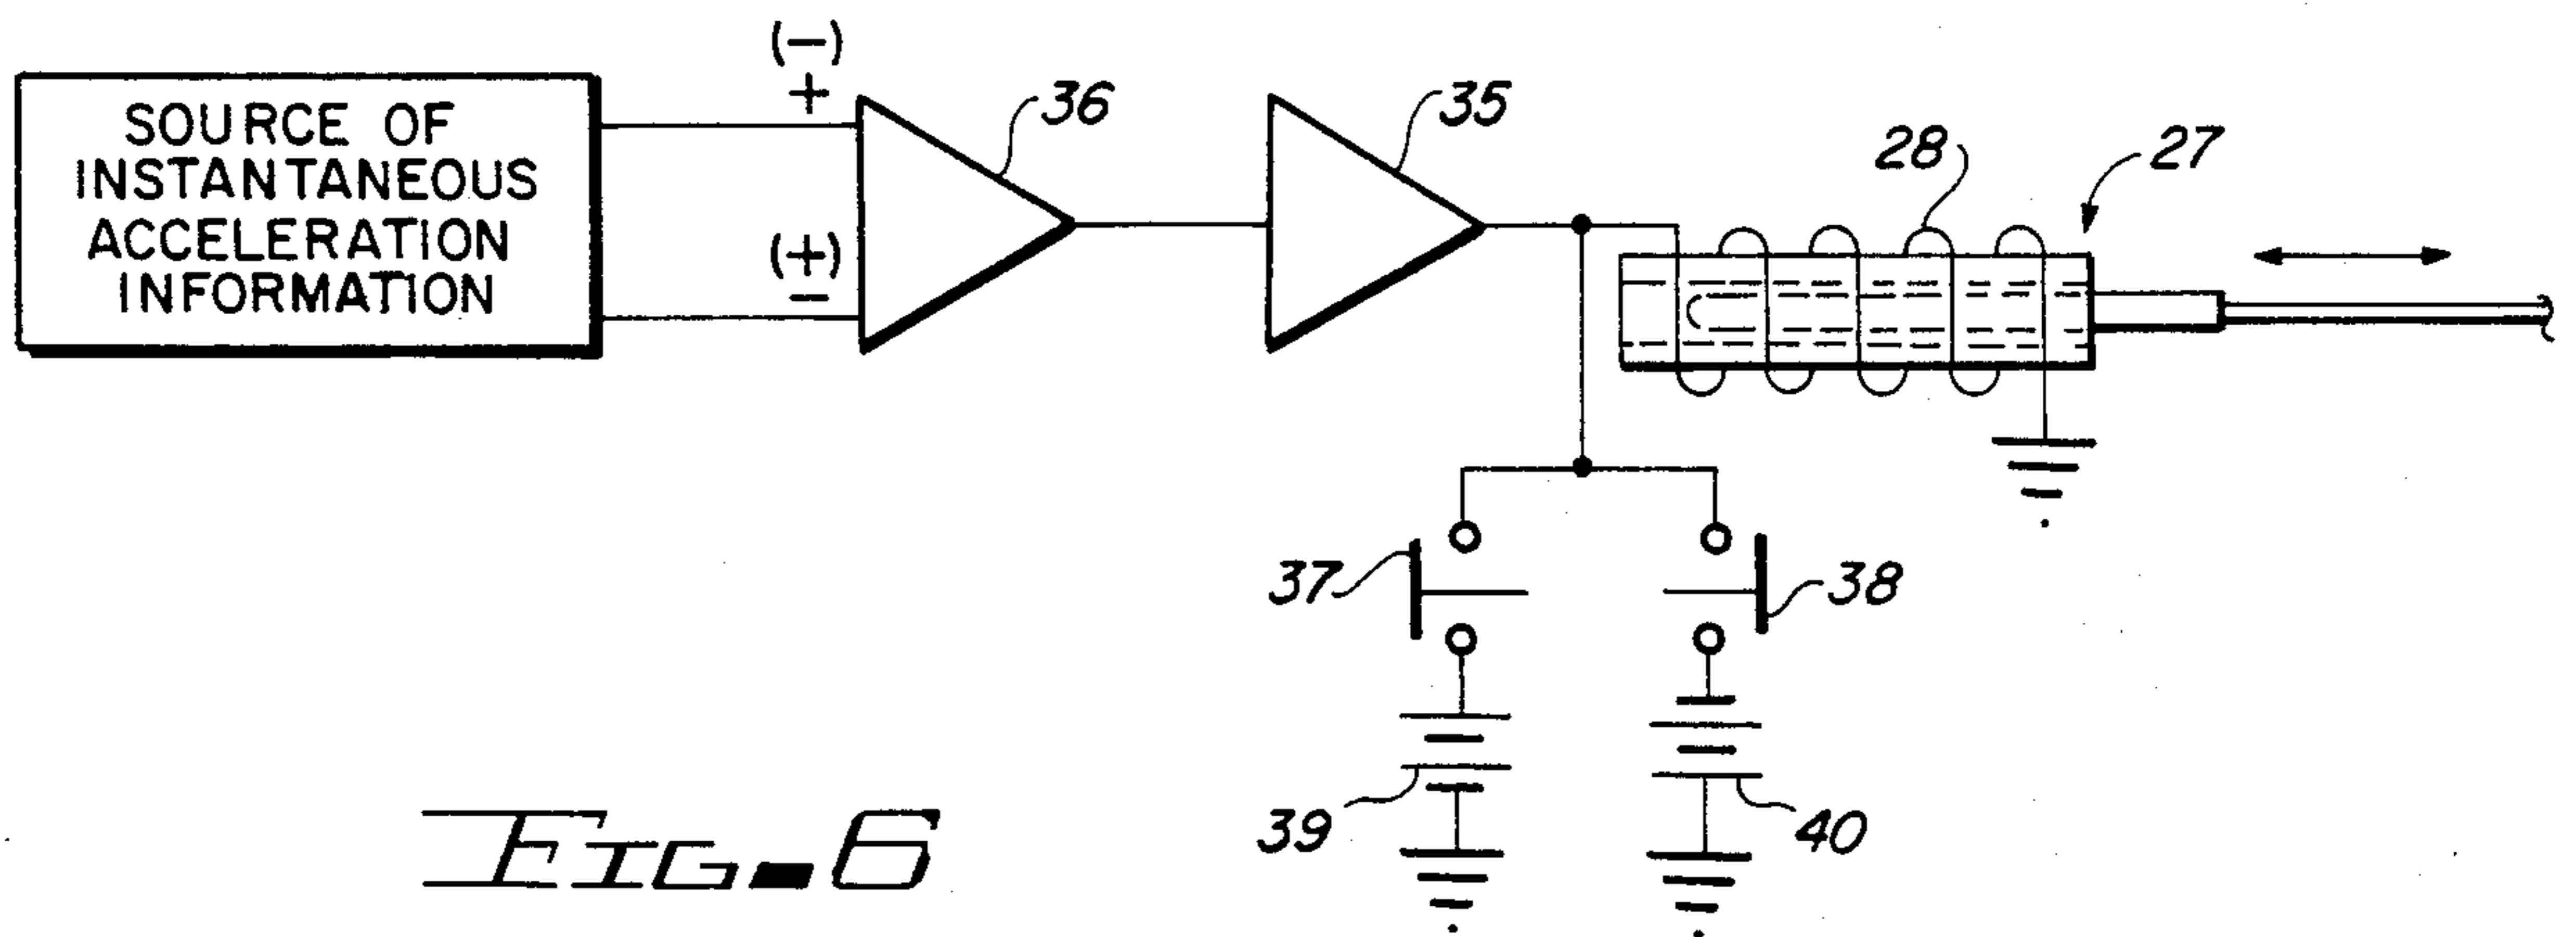 (-)
+
SOURCE OF
INSTANTANEOUS
ACCELERATION
INFORMATION
(+)
-
36
35
28
27
37
38
39
40
FIG-6